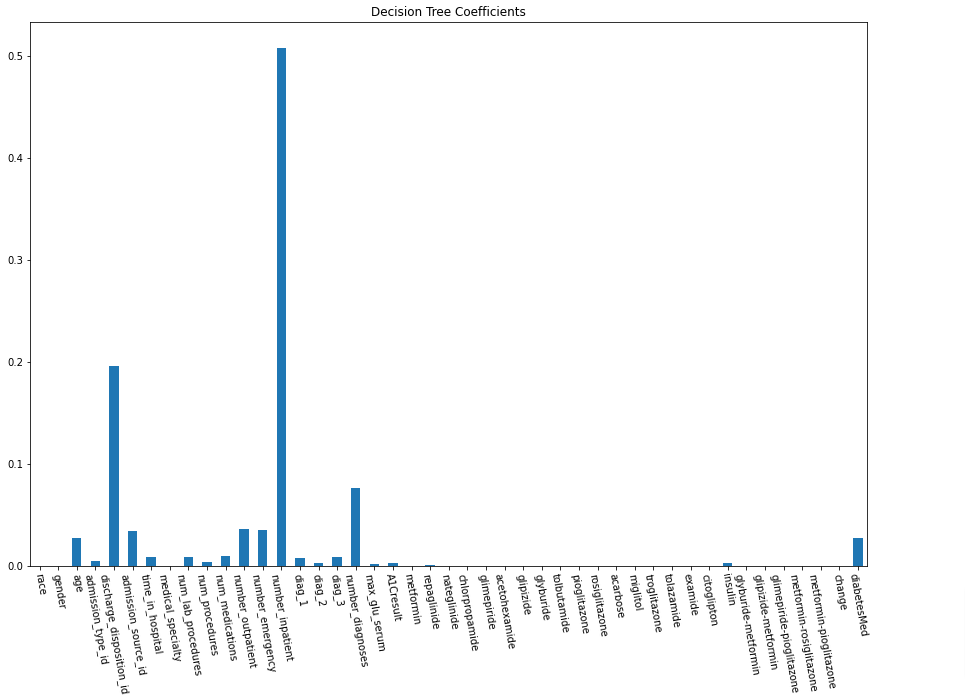 Decision Tree Coefficients
0.5
0.4
0.3
0.2
0.1
0.0
race
gender
age
admission_type_id
discharge_disposition_id
admission_source_id
time_in_hospital
medical_specialty
num_lab_procedures
num_procedures
num_medications
number_outpatient
number_emergency
number_inpatient
diag_1
diag_2
diag_3
number_diagnoses
max_glu_serum
A1Cresult
metformin
repaglinide
nateglinide
chlorpropamide
glimepiride
acetohexamide
glipizide
glyburide
tolbutamide
pioglitazone
rosiglitazone
acarbose
miglitol
troglitazone
tolazamide
examide
citoglipton
insulin
glyburide-metformin
glipizide-metformin
glimepiride-pioglitazone
metformin-rosiglitazone
metformin-pioglitazone
change
diabetesMed